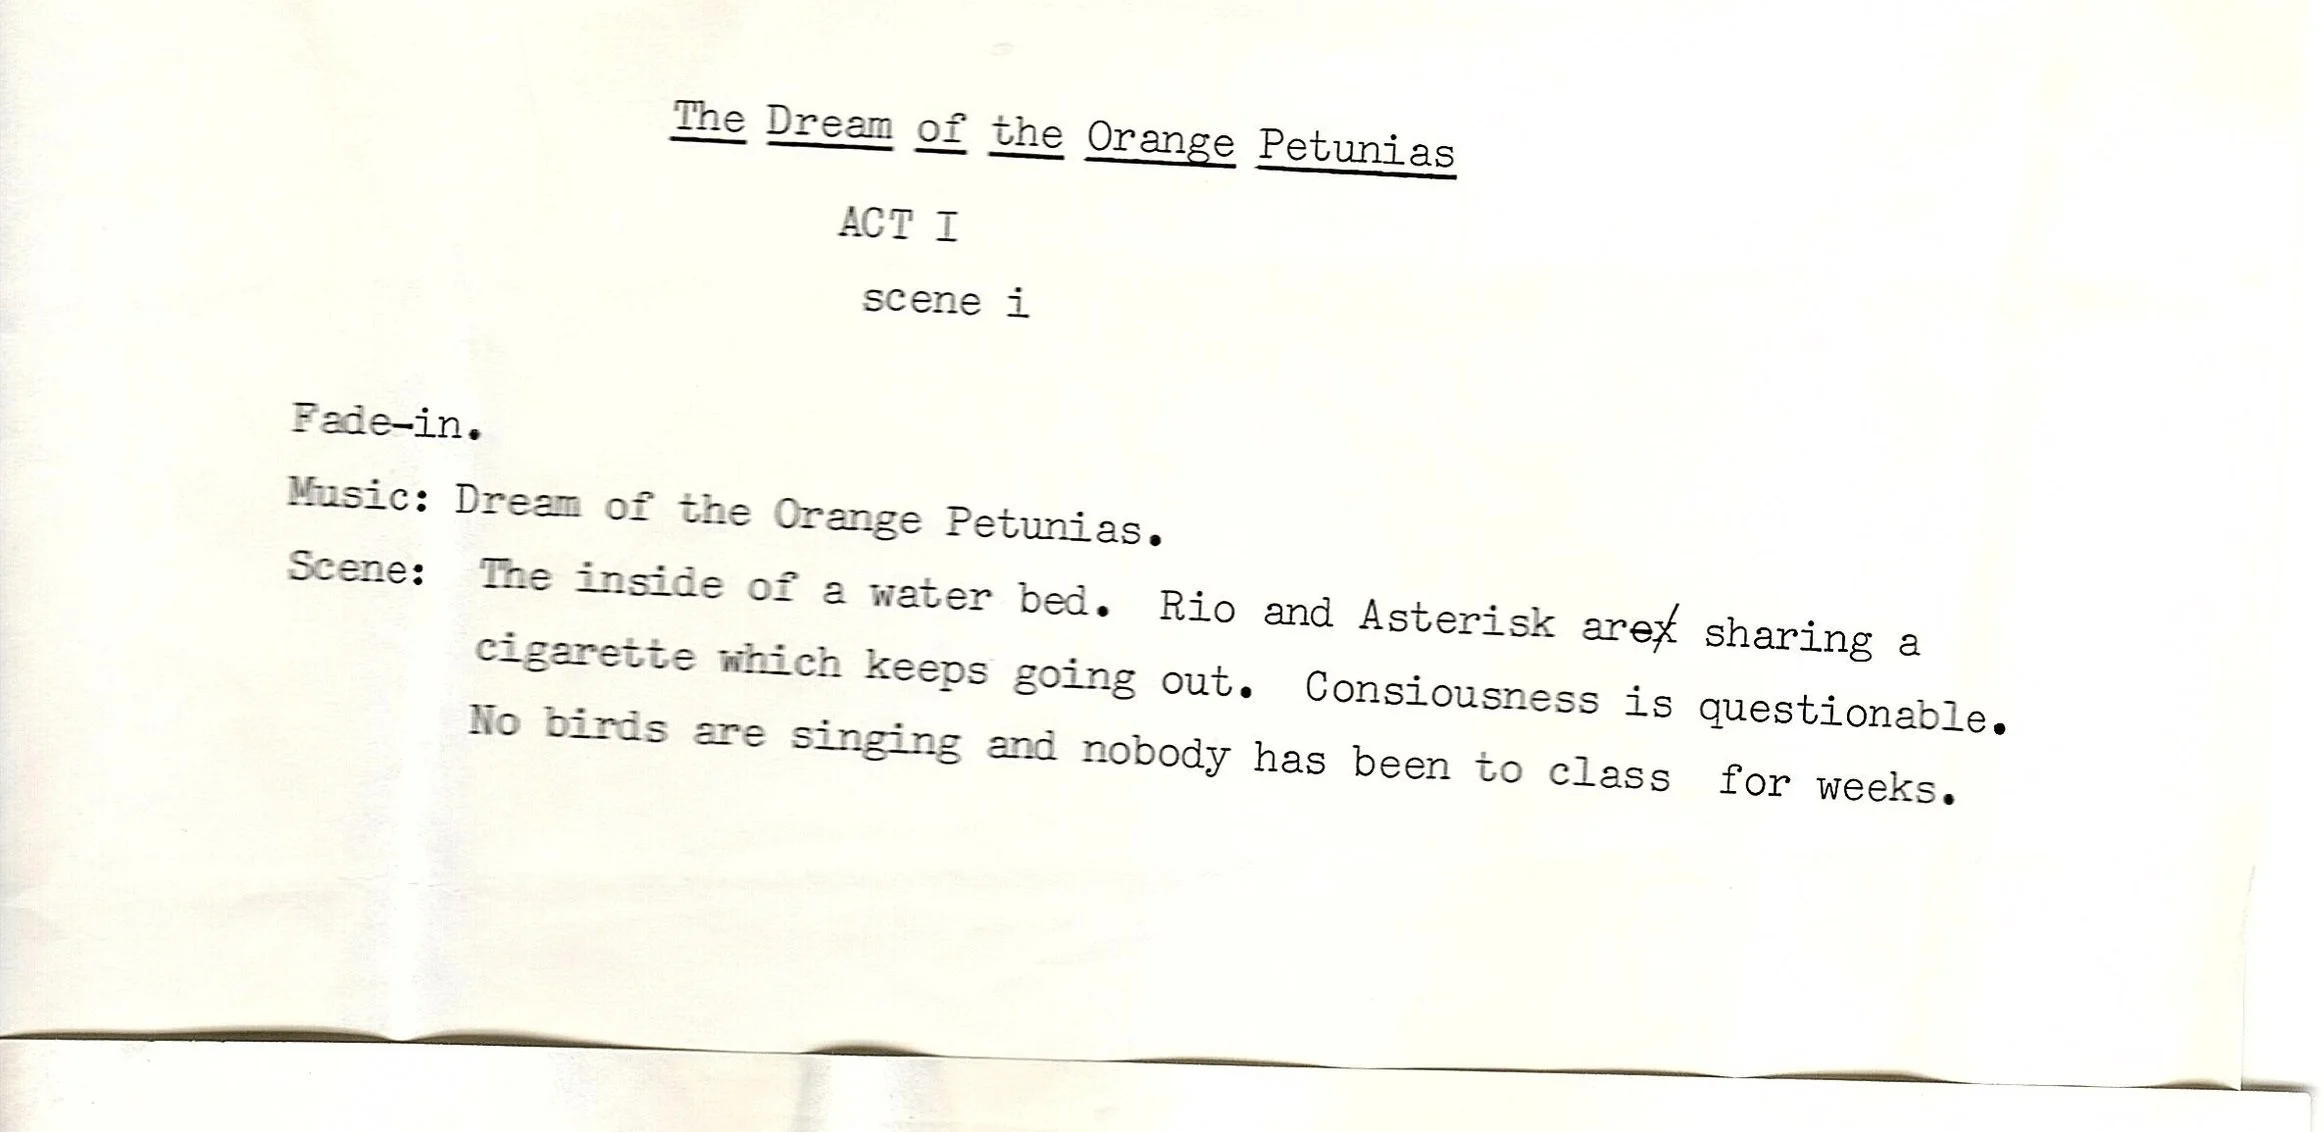 The Dream of the Orange Petunias
ACT I
scene i
Fade-in.
Music: Dream of the Orange Petunias.
Scene: The inside of a water bed. Rio and Asterisk are sharing a
cigarette which keeps going out. Consiousness is questionable.
No birds are singing and nobody has been to class for weeks.